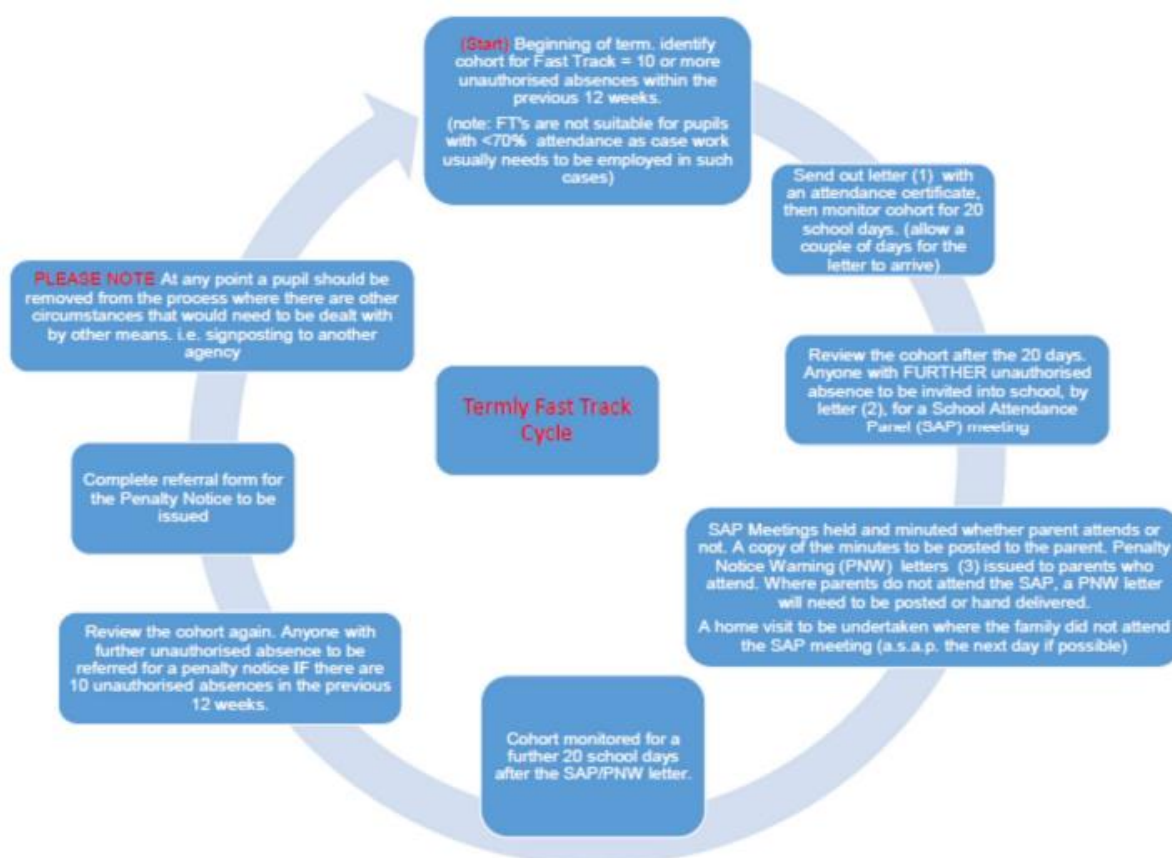 (Start) Beginning of term. identify
cohort for Fast Track = 10 or more
unauthorised absences within the
previous 12 weeks.
(note: FT's are not suitable for pupils
with <70% attendance as case work
usually needs to be employed in such
cases)
Send out letter (1) with
an attendance certificate,
then monitor cohort for 20
school days. (allow a
couple of days for the
letter to arrive)
Review the cohort after the 20 days.
Anyone with FURTHER unauthorised
absence to be invited into school, by
letter (2), for a School Attendance
Panel (SAP) meeting
SAP Meetings held and minuted whether parent attends or
not. A copy of the minutes to be posted to the parent. Penalty
Notice Warning (PNW) letters (3) issued to parents who
attend. Where parents do not attend the SAP, a PNW letter
will need to be posted or hand delivered.
A home visit to be undertaken where the family did not attend
the SAP meeting (a.s.a.p. the next day if possible)
Cohort monitored for a
further 20 school days
after the SAP/PNW letter.
Review the cohort again. Anyone with
further unauthorised absence to be
referred for a penalty notice IF there are
10 unauthorised absences in the previous
12 weeks.
Complete referral form for
the Penalty Notice to be
issued
PLEASE NOTE At any point a pupil should be
removed from the process where there are other
circumstances that would need to be dealt with
by other means. i.e. signposting to another
agency
Termly Fast Track
Cycle